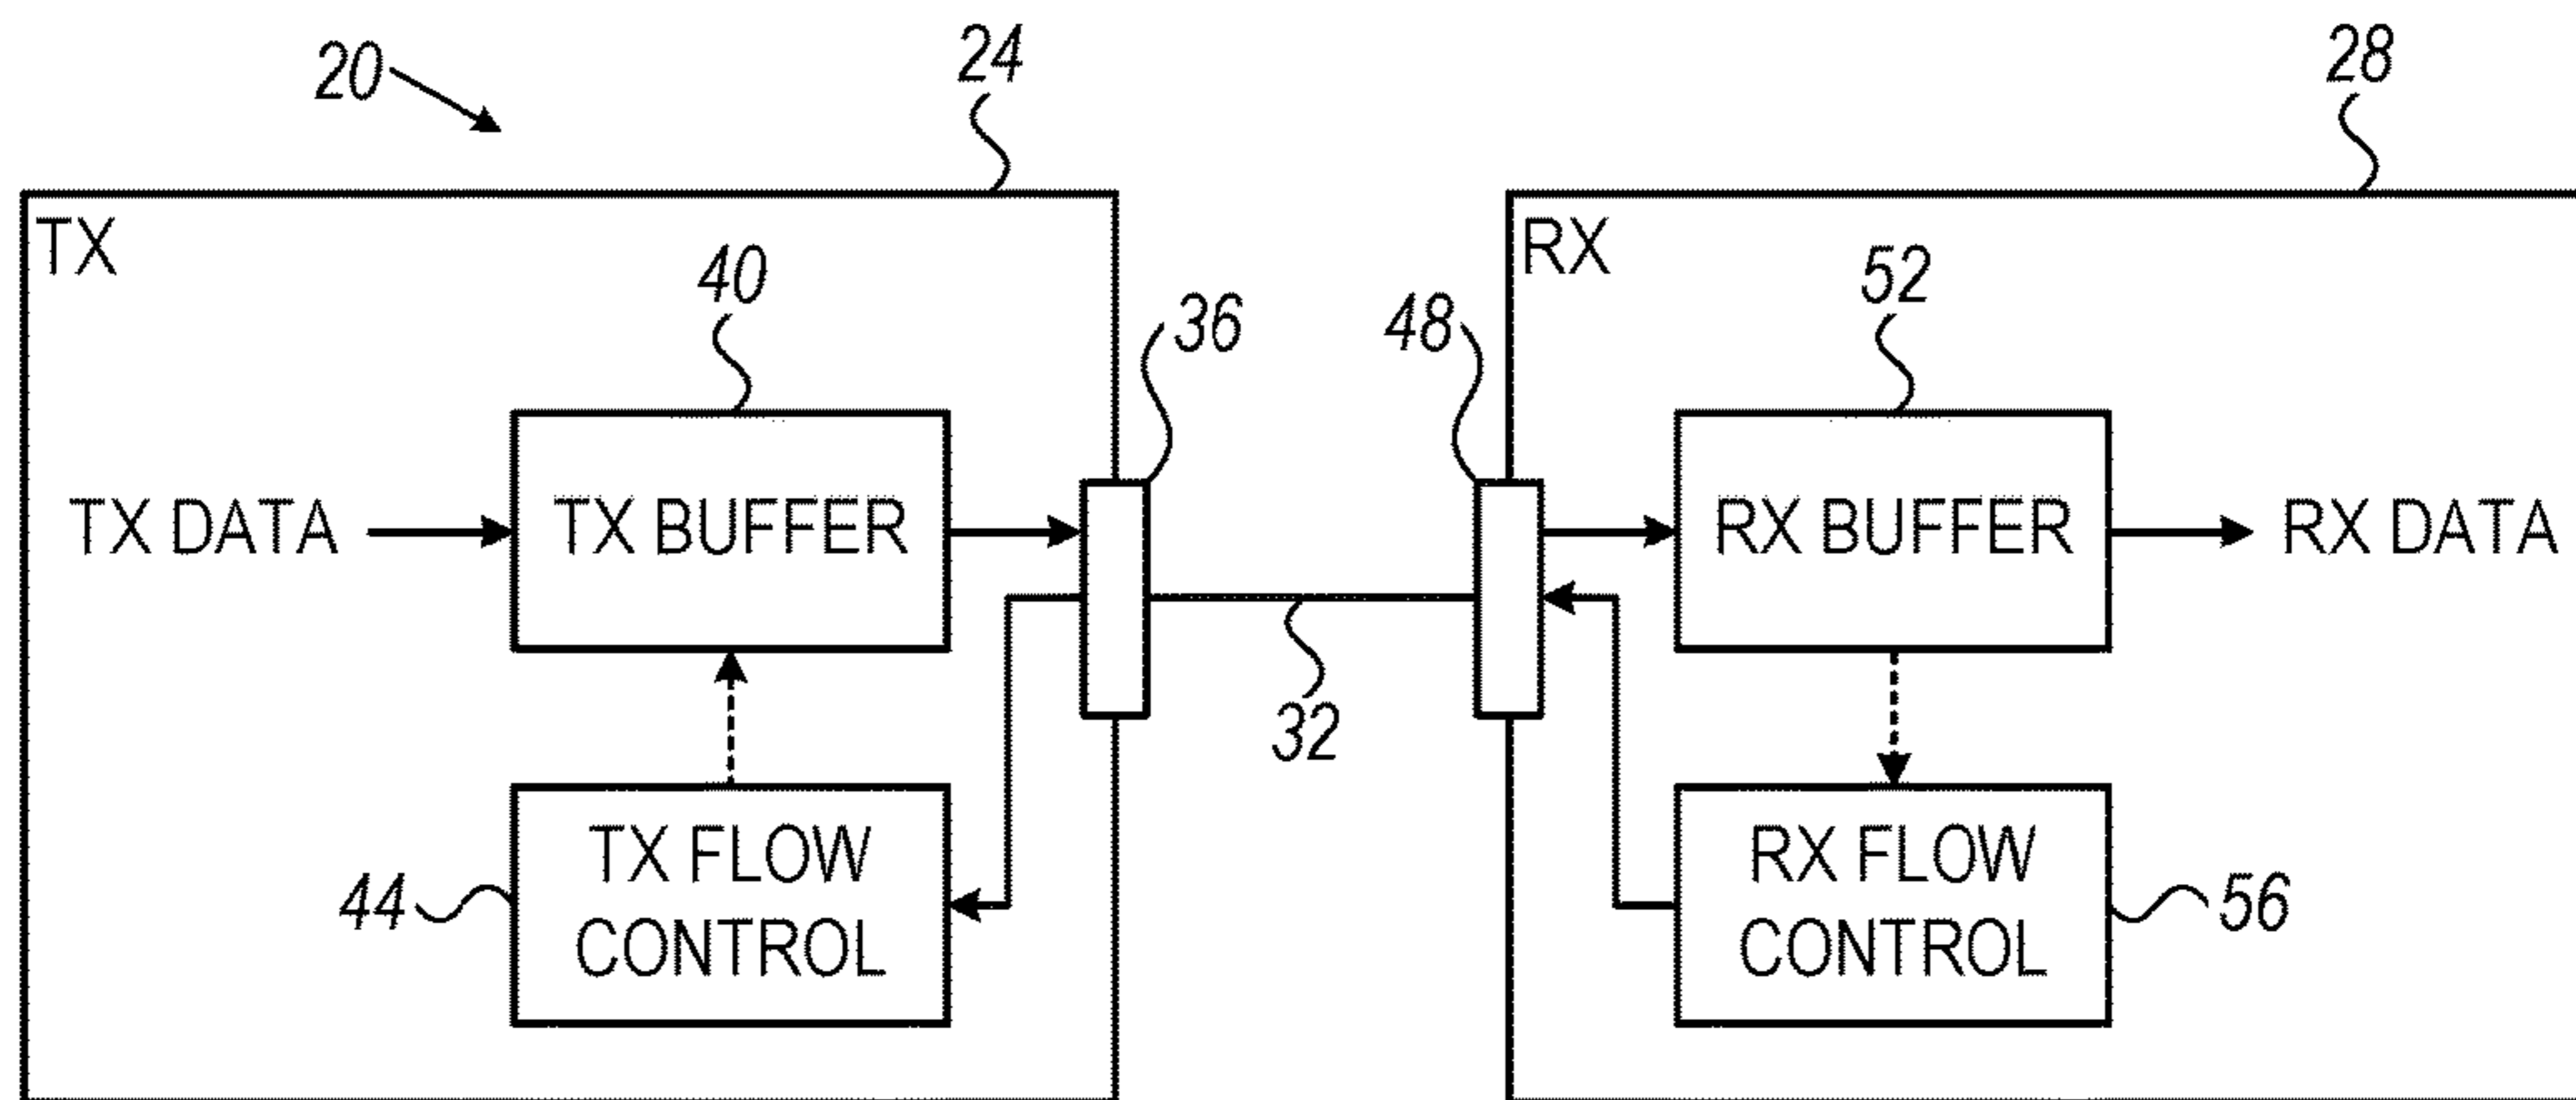 20
24
28
TX
RX
40
52
36
48
TX DATA
TX BUFFER
RX BUFFER
RX DATA
32
TX FLOW
CONTROL
RX FLOW
CONTROL
44
56